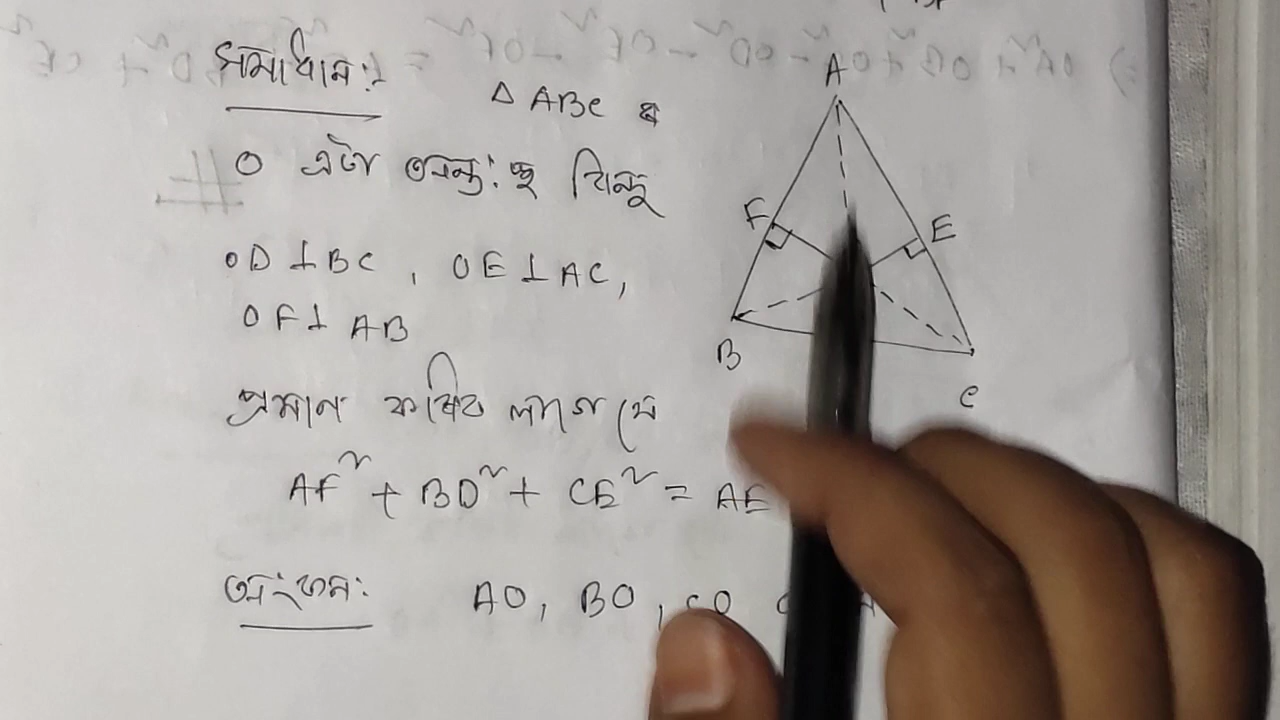 সমাধান :-
Δ ABC ৰ
O এটা অন্তঃস্থ বিন্দু
OD ⊥ BC , OE ⊥ AC,
OF ⊥ AB
প্ৰমাণ কৰিব লাগে যে
AF² + BD² + CE² = AE
অংকন:
AO, BO, CO
A
F
E
B
C